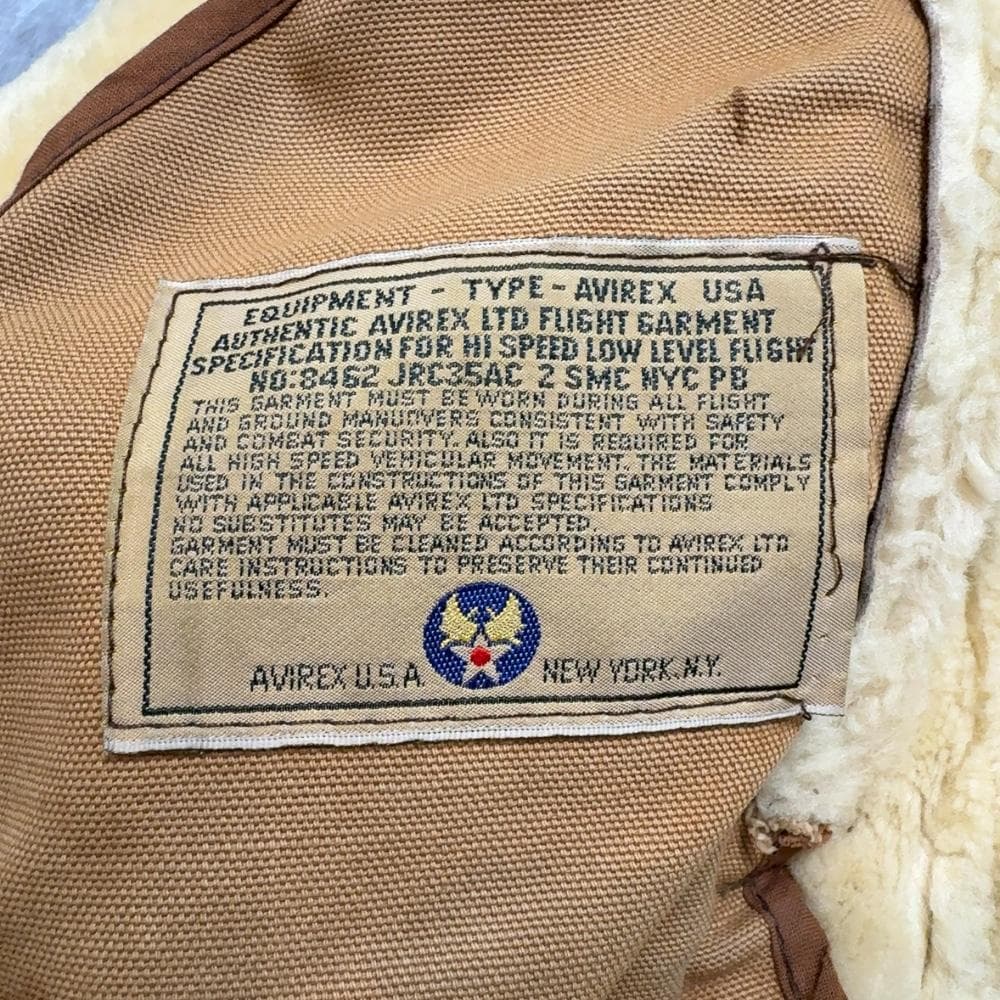 EQUIPMENT - TYPE - AVIREX USA
AUTHENTIC AVIREX LTD FLIGHT GARMENT
SPECIFICATION FOR HI SPEED LOW LEVEL FLIGHT
NO:8462 JRC35AC 2 SMC NYC PB
THIS GARMENT MUST BE WORN DURING ALL FLIGHT
AND GROUND MANUNVERS CONSISTENT WITH SAFETY
AND COMBAT SECURITY. ALSO IT IS REQUIRED FOR
ALL HIGH SPEED VEHICULAR MOVEMENT. THE MATERIALS
USED IN THE CONSTRUCTIONS OF THIS GARMENT COMPLY
WITH APPLICABLE AVIREX LTD SPECIFICATIONS
NO SUBSTITUTES MAY BE ACCEPTED.
GARMENT MUST BE CLEANED ACCORDING TO AVIREX LTD
CARE INSTRUCTIONS TO PRESERVE THEIR CONTINUED
USEFULNESS.
AVIREX U.S.A. NEW YORK.N.Y.